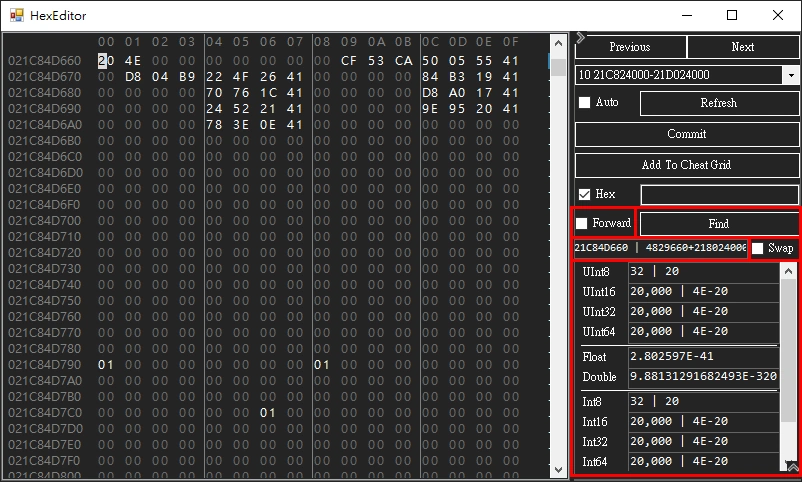 HexEditor
00 01 02 03 04 05 06 07 08 09 0A 0B 0C 0D 0E 0F
021C84D660 20 4E 00 00 00 00 00 00 00 CF 53 CA 50 05 55 41
021C84D670 00 D8 04 B9 22 4F 26 41 00 00 00 00 84 B3 19 41
021C84D680 00 00 00 00 70 76 1C 41 00 00 00 00 D8 A0 17 41
021C84D690 00 00 00 00 24 52 21 41 00 00 00 00 9E 95 20 41
021C84D6A0 00 00 00 00 78 3E 0E 41 00 00 00 00 00 00 00 00
021C84D6B0 00 00 00 00 00 00 00 00 00 00 00 00 00 00 00 00
021C84D6C0 00 00 00 00 00 00 00 00 00 00 00 00 00 00 00 00
021C84D6D0 00 00 00 00 00 00 00 00 00 00 00 00 00 00 00 00
021C84D6E0 00 00 00 00 00 00 00 00 00 00 00 00 00 00 00 00
021C84D6F0 00 00 00 00 00 00 00 00 00 00 00 00 00 00 00 00
021C84D700 00 00 00 00 00 00 00 00 00 00 00 00 00 00 00 00
021C84D710 00 00 00 00 00 00 00 00 00 00 00 00 00 00 00 00
021C84D720 00 00 00 00 00 00 00 00 00 00 00 00 00 00 00 00
021C84D730 00 00 00 00 00 00 00 00 00 00 00 00 00 00 00 00
021C84D740 00 00 00 00 00 00 00 00 00 00 00 00 00 00 00 00
021C84D750 00 00 00 00 00 00 00 00 00 00 00 00 00 00 00 00
021C84D760 00 00 00 00 00 00 00 00 00 00 00 00 00 00 00 00
021C84D770 00 00 00 00 00 00 00 00 00 00 00 00 00 00 00 00
021C84D780 00 00 00 00 00 00 00 00 00 00 00 00 00 00 00 00
021C84D790 01 00 00 00 00 00 00 00 01 00 00 00 00 00 00 00
021C84D7A0 00 00 00 00 00 00 00 00 00 00 00 00 00 00 00 00
021C84D7B0 00 00 00 00 00 00 00 00 00 00 00 00 00 00 00 00
021C84D7C0 00 00 00 00 00 00 01 00 00 00 00 00 00 00 00 00
021C84D7D0 00 00 00 00 00 00 00 00 00 00 00 00 00 00 00 00
021C84D7E0 00 00 00 00 00 00 00 00 00 00 00 00 00 00 00 00
021C84D7F0 00 00 00 00 00 00 00 00 00 00 00 00 00 00 00 00
021C84D800 00 00 00 00 00 00 00 00 00 00 00 00 00 00 00 00
Previous Next
10 21C824000-21D024000
Auto Refresh
Commit
Add To Cheat Grid
Hex
Forward Find
21C84D660 | 4829660+218024000 Swap
UInt8 32 | 20
UInt16 20,000 | 4E-20
UInt32 20,000 | 4E-20
UInt64 20,000 | 4E-20
Float 2.802597E-41
Double 9.88131291682493E-320
Int8 32 | 20
Int16 20,000 | 4E-20
Int32 20,000 | 4E-20
Int64 20,000 | 4E-20